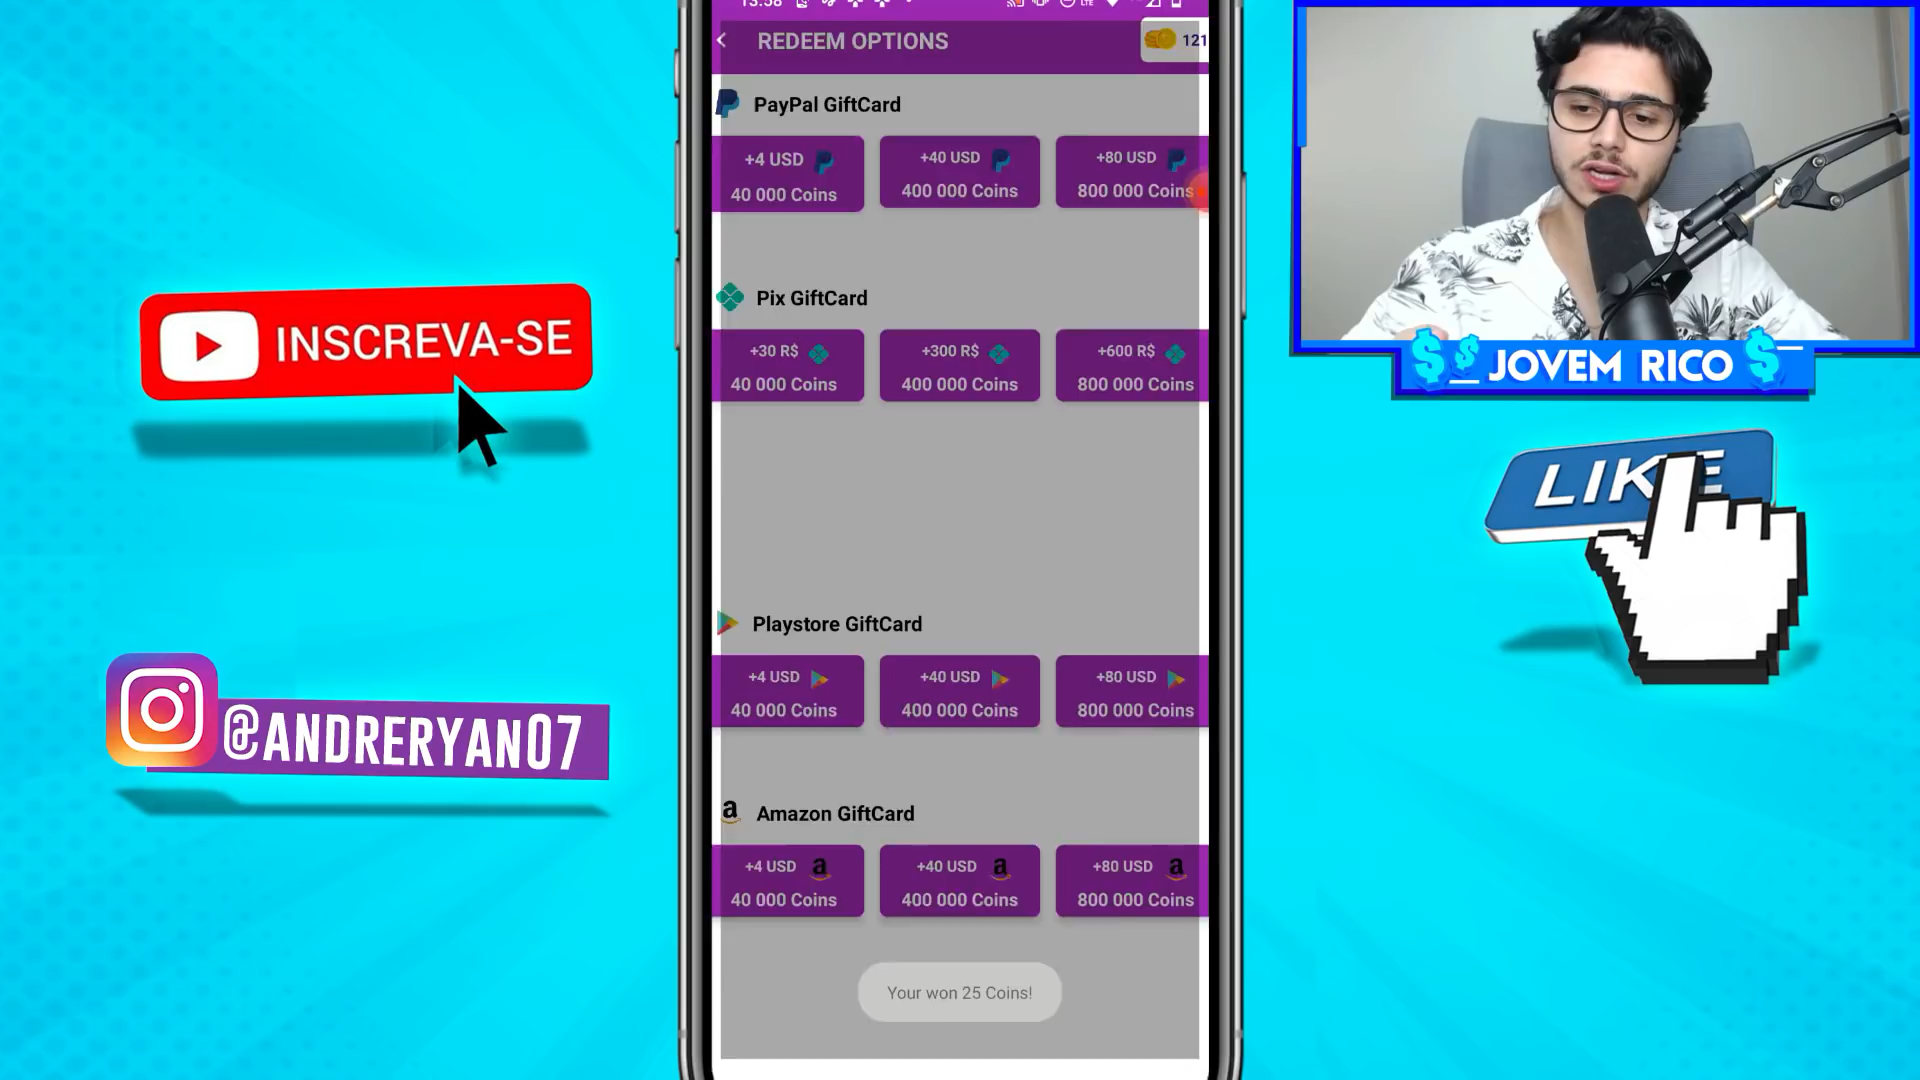 13:58
LTE
REDEEM OPTIONS
121
PayPal GiftCard
+4 USD
40 000 Coins
+40 USD
400 000 Coins
+80 USD
800 000 Coins
Pix GiftCard
+30 R$
40 000 Coins
+300 R$
400 000 Coins
+600 R$
800 000 Coins
Playstore GiftCard
+4 USD
40 000 Coins
+40 USD
400 000 Coins
+80 USD
800 000 Coins
Amazon GiftCard
+4 USD
40 000 Coins
+40 USD
400 000 Coins
+80 USD
800 000 Coins
Your won 25 Coins!
INSCREVA-SE
@ANDRERYAN07
$ $ JOVEM RICO $
LIKE